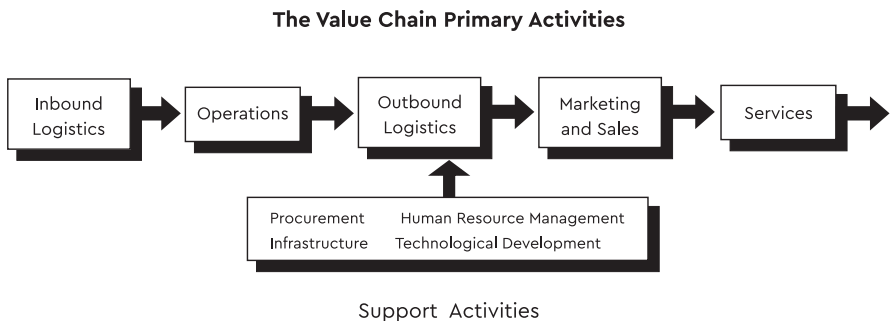 The Value Chain Primary Activities
Inbound
Logistics
Operations
Outbound
Logistics
Marketing
and Sales
Services
Procurement Human Resource Management
Infrastructure Technological Development
Support Activities